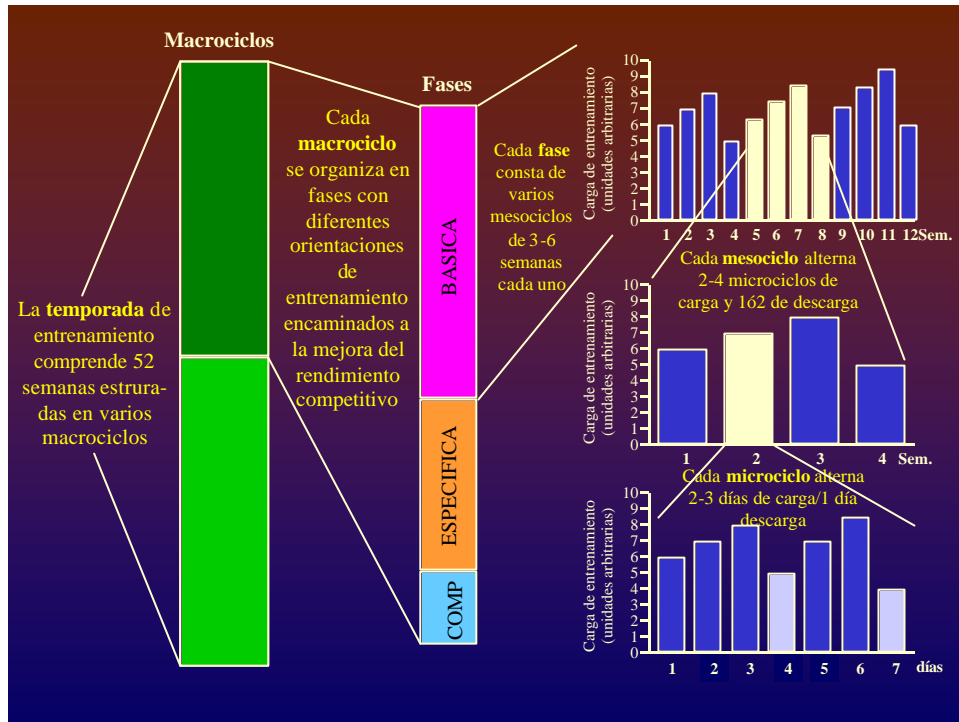 Macrociclos
La temporada de
entrenamiento
comprende 52
semanas estrura-
das en varios
macrociclos
Cada
macrociclo
se organiza en
fases con
diferentes
orientaciones
de
entrenamiento
encaminados a
la mejora del
rendimiento
competitivo
Fases
BASICA
ESPECIFICA
COMP
Cada fase
consta de
varios
mesociclos
de 3-6
semanas
cada uno
Carga de entrenamiento
(unidades arbitrarias)
10
9
8
7
6
5
4
3
2
1
0
1 2 3 4 5 6 7 8 9 10 11 12 Sem.
Cada mesociclo alterna
2-4 microciclos de
carga y 1ó2 de descarga
Carga de entrenamiento
(unidades arbitrarias)
10
9
8
7
6
5
4
3
2
1
0
1 2 3 4 Sem.
Cada microciclo alterna
2-3 días de carga/1 día
descarga
Carga de entrenamiento
(unidades arbitrarias)
10
9
8
7
6
5
4
3
2
1
0
1 2 3 4 5 6 7 días